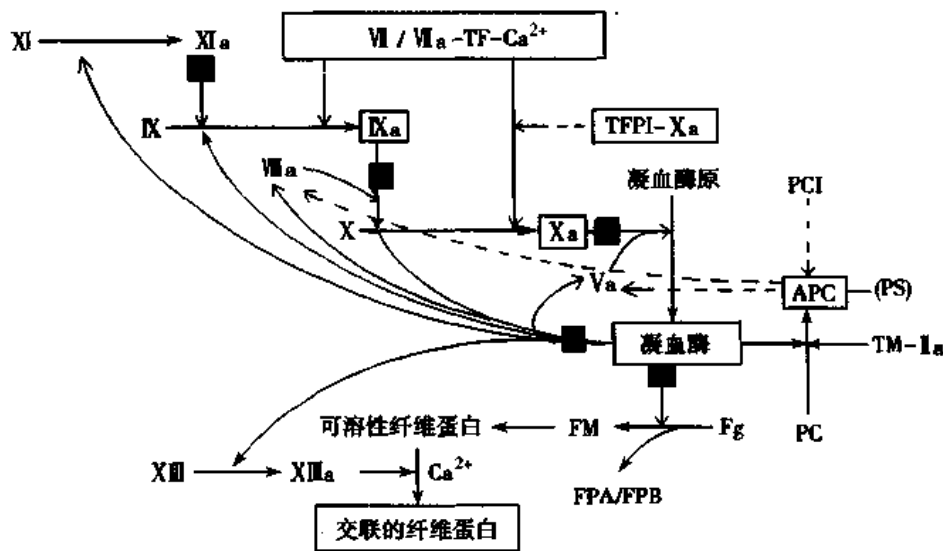 XI
XIa
Ⅶ / Ⅶa-TF-Ca2+
IX
IXa
TFPI-Xa
Ⅷa
凝血酶原
PCI
X
Xa
Va
APC
(PS)
凝血酶
TM-Ⅱa
可溶性纤维蛋白
FM
Fg
PC
XⅢ
XⅢa
Ca2+
FPA/FPB
交联的纤维蛋白